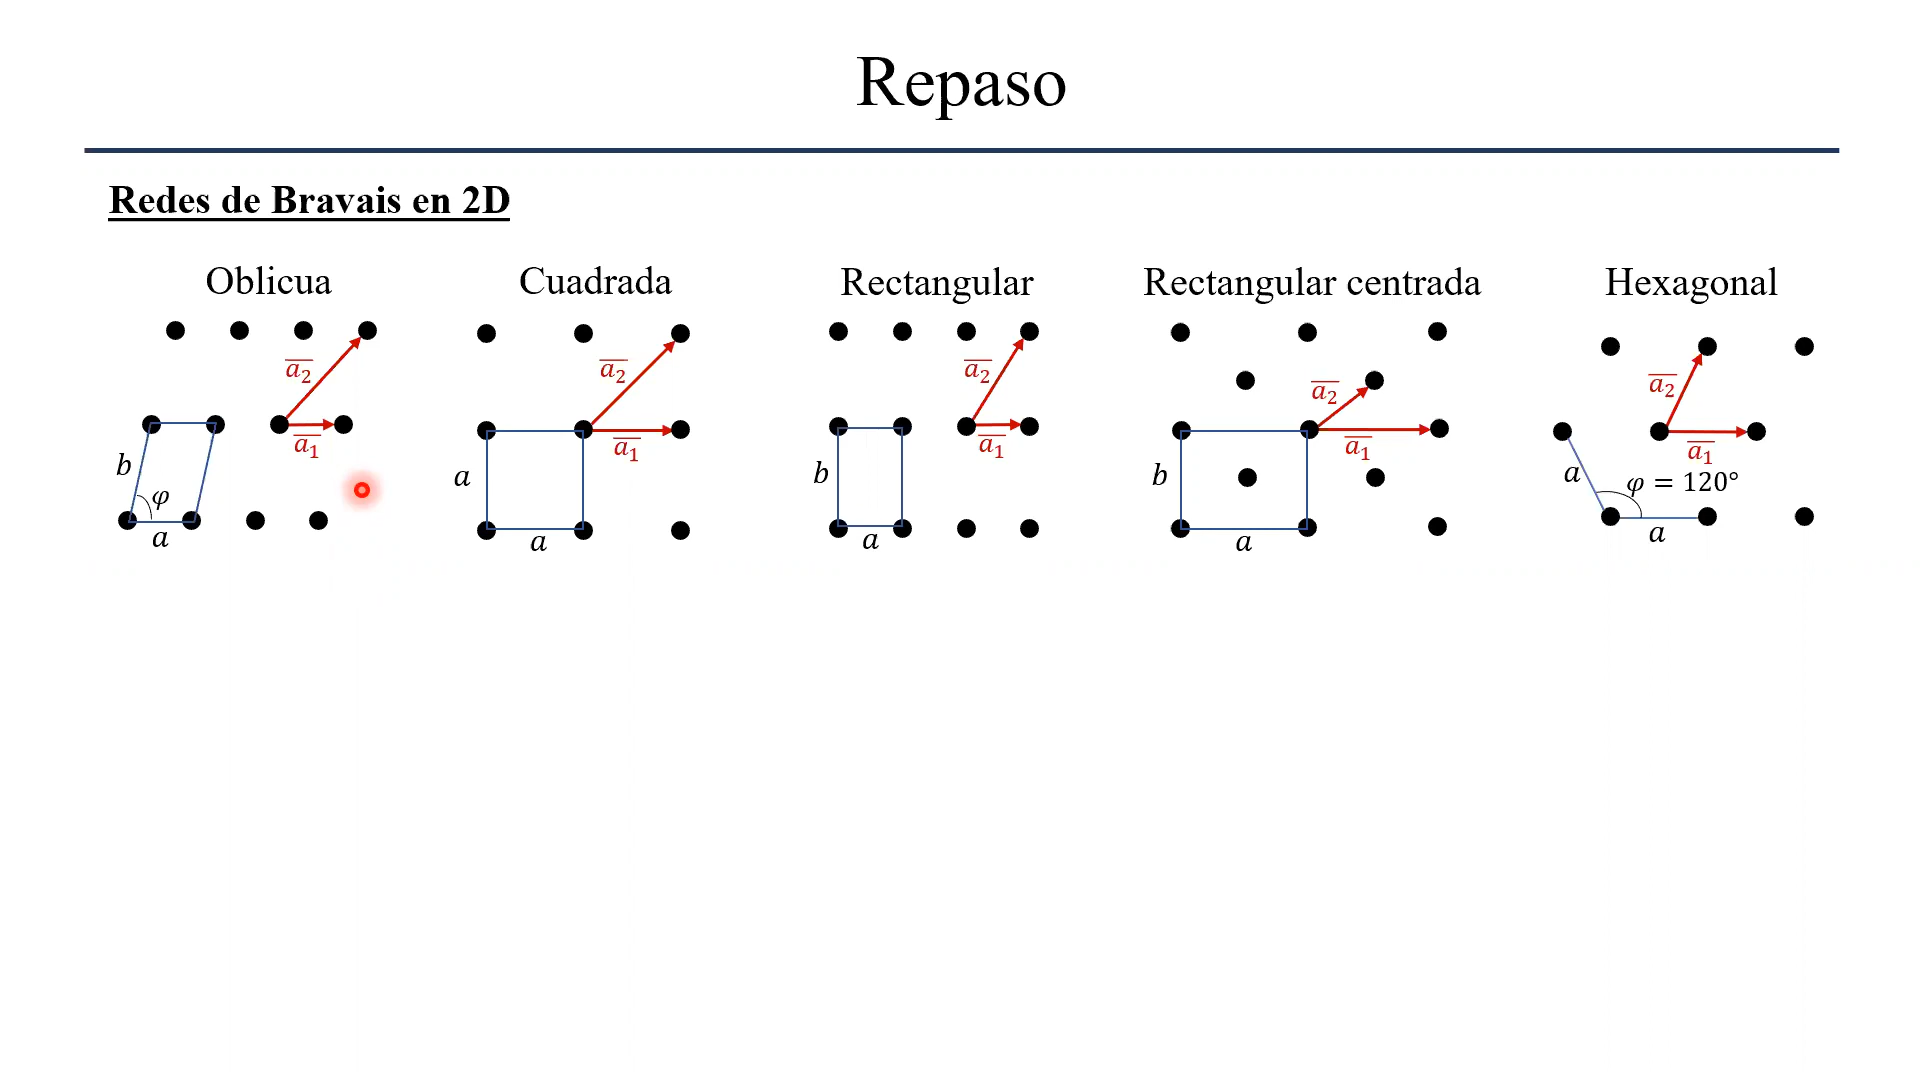 Repaso
Redes de Bravais en 2D
Oblicua
Cuadrada
Rectangular
Rectangular centrada
Hexagonal
a₂
a₁
b
φ
a
a₂
a₁
a
a
a₂
a₁
b
a
a₂
a₁
b
a
a₂
a₁
a
φ = 120°
a